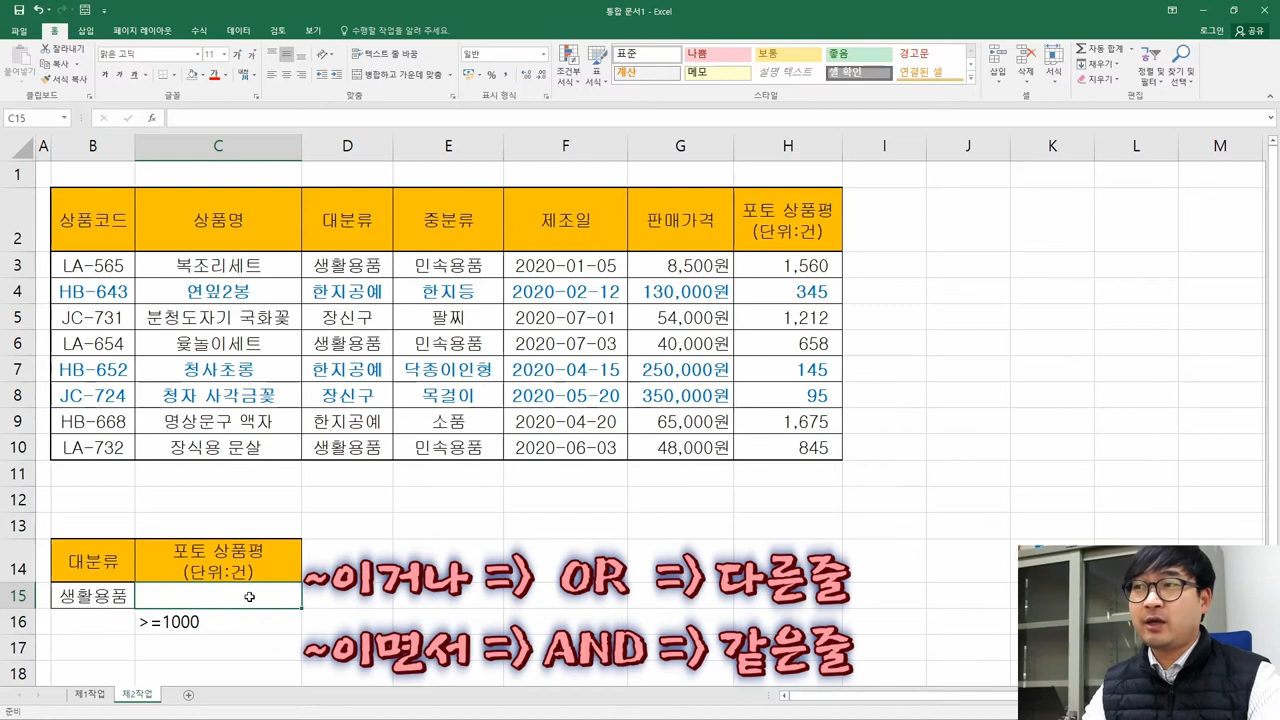 통합 문서1 - Excel
파일 홈 삽입 페이지 레이아웃 수식 데이터 검토 보기 수행할 작업을 알려 주세요. 로그인 공유
잘라내기
복사
서식 복사
붙여넣기
클립보드
맑은 고딕 11
가 가 가
글꼴
텍스트 줄 바꿈
병합하고 가운데 맞춤
맞춤
일반
표시 형식
조건부 서식
표 서식
표준 나쁨 보통 좋음 경고문
계산 메모 설명 텍스트 셀 확인 연결된 셀
스타일
삽입 삭제 서식
셀
자동 합계
채우기
지우기
정렬 및 필터
찾기 및 선택
편집
C15 fx
A B C D E F G H I J K L M
1
2 상품코드 상품명 대분류 중분류 제조일 판매가격 포토 상품평 (단위:건)
3 LA-565 복조리세트 생활용품 민속용품 2020-01-05 8,500원 1,560
4 HB-643 연잎2봉 한지공예 한지등 2020-02-12 130,000원 345
5 JC-731 분청도자기 국화꽃 장신구 팔찌 2020-07-01 54,000원 1,212
6 LA-654 윷놀이세트 생활용품 민속용품 2020-07-03 40,000원 658
7 HB-652 청사초롱 한지공예 닥종이인형 2020-04-15 250,000원 145
8 JC-724 청자 사각금꽃 장신구 목걸이 2020-05-20 350,000원 95
9 HB-668 명상문구 액자 한지공예 소품 2020-04-20 65,000원 1,675
10 LA-732 장식용 문살 생활용품 민속용품 2020-06-03 48,000원 845
11
12
13
14 대분류 포토 상품평 (단위:건)
~이거나 => OR => 다른줄
15 생활용품
16 >=1000
~이면서 => AND => 같은줄
17
18
제1작업 제2작업
준비